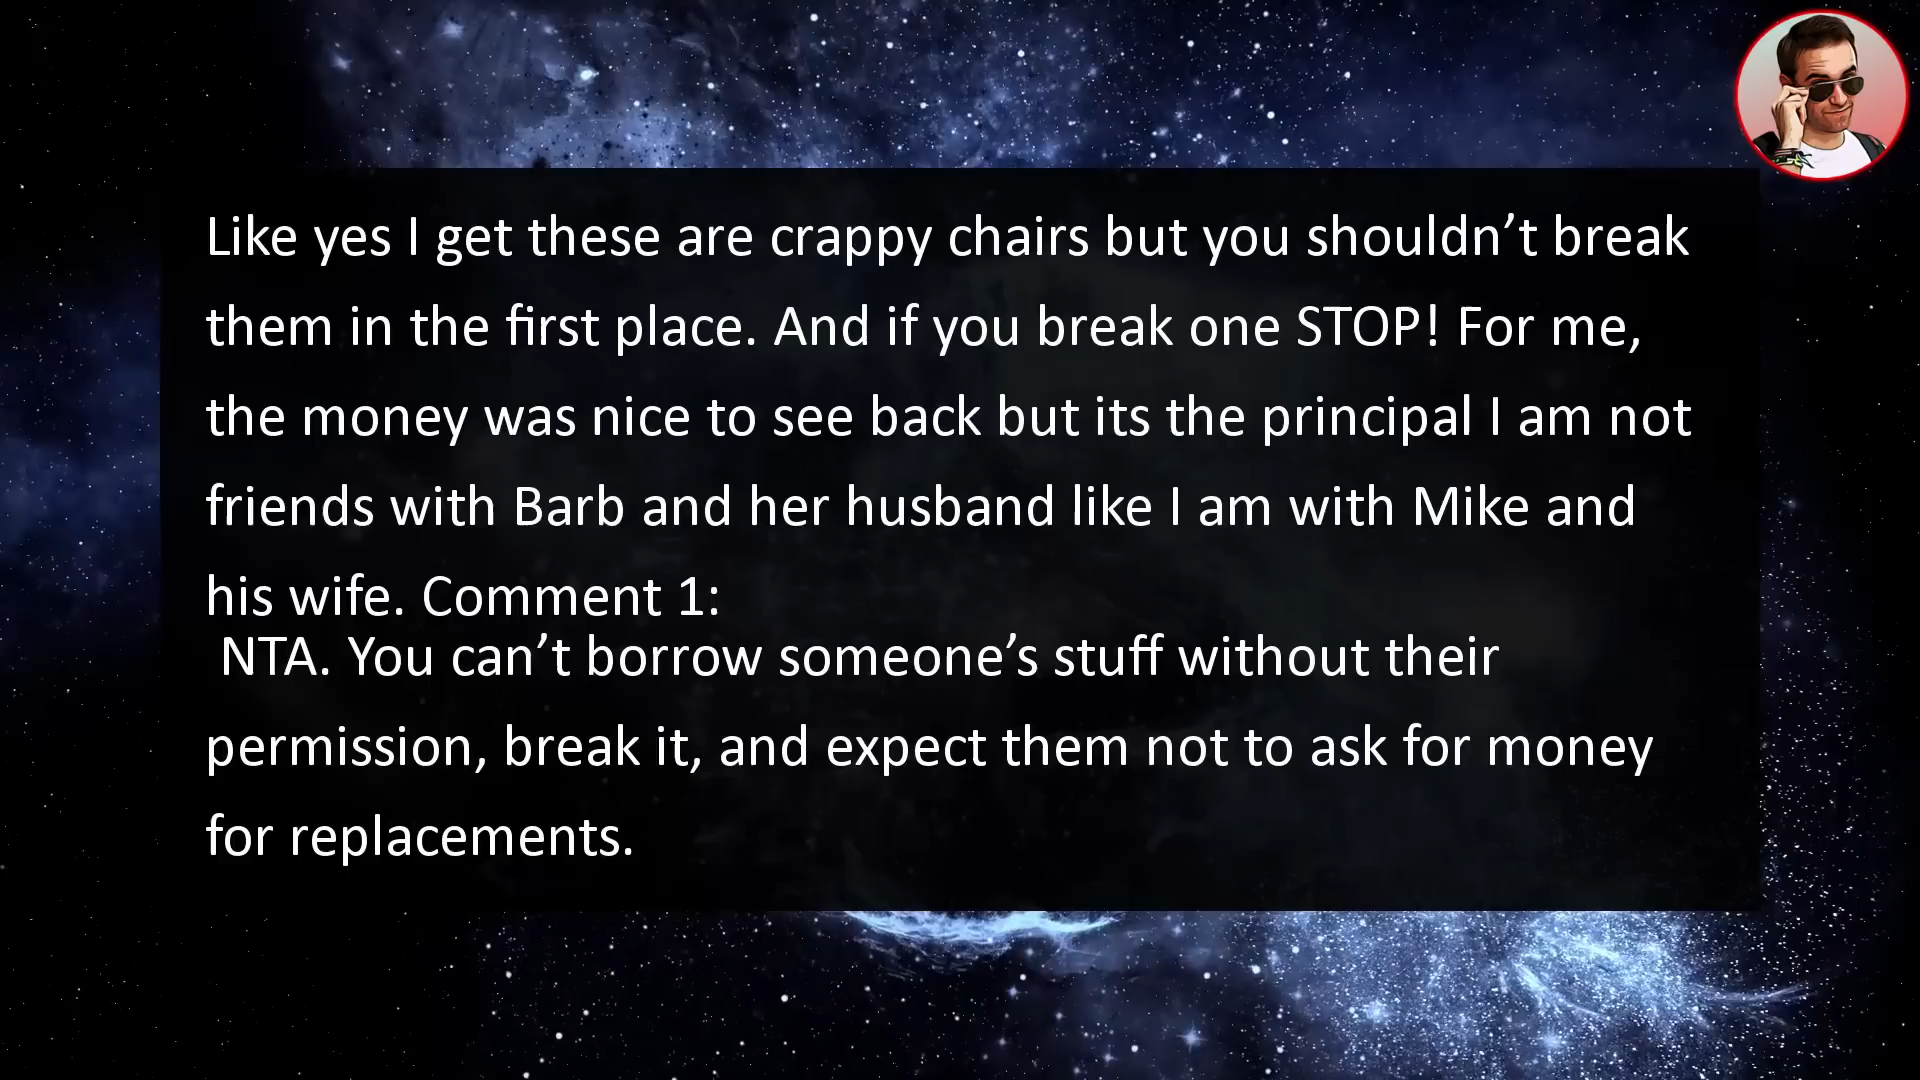 Like yes I get these are crappy chairs but you shouldn’t break
them in the first place. And if you break one STOP! For me,
the money was nice to see back but its the principal I am not
friends with Barb and her husband like I am with Mike and
his wife. Comment 1:
NTA. You can’t borrow someone’s stuff without their
permission, break it, and expect them not to ask for money
for replacements.